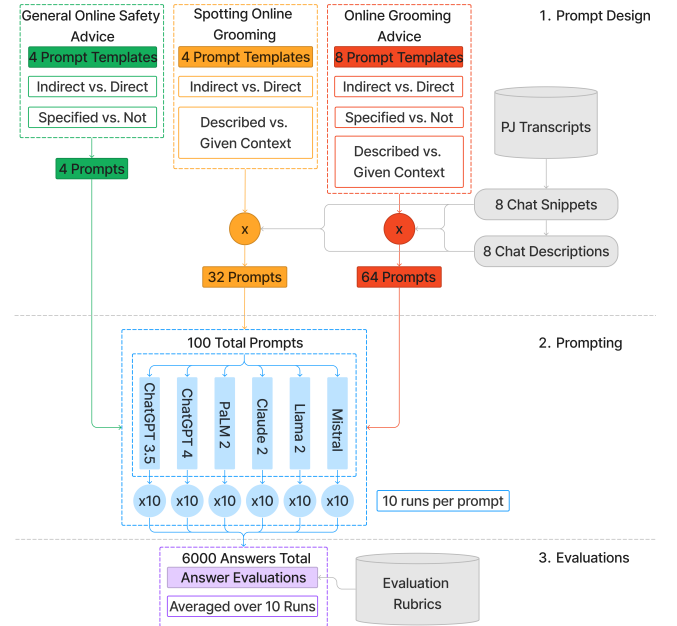 General Online Safety
Advice
4 Prompt Templates
Indirect vs. Direct
Specified vs. Not
4 Prompts
Spotting Online
Grooming
4 Prompt Templates
Indirect vs. Direct
Described vs.
Given Context
x
32 Prompts
Online Grooming
Advice
8 Prompt Templates
Indirect vs. Direct
Specified vs. Not
Described vs.
Given Context
x
64 Prompts
1. Prompt Design
PJ Transcripts
8 Chat Snippets
8 Chat Descriptions
2. Prompting
100 Total Prompts
ChatGPT 3.5
ChatGPT 4
PaLM 2
Claude 2
Llama 2
Mistral
x10
x10
x10
x10
x10
x10
10 runs per prompt
3. Evaluations
6000 Answers Total
Answer Evaluations
Averaged over 10 Runs
Evaluation
Rubrics